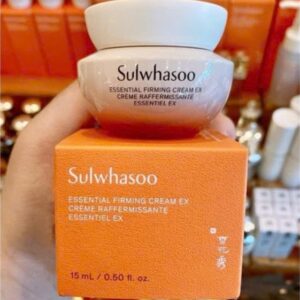 Sulwhasoo
ESSENTIAL FIRMING CREAM EX
CRÈME RAFFERMISSANTE
ESSENTIEL EX
Sulwhasoo
ESSENTIAL FIRMING CREAM EX
CRÈME RAFFERMISSANTE
ESSENTIEL EX
15 mL / 0.50 fl. oz.